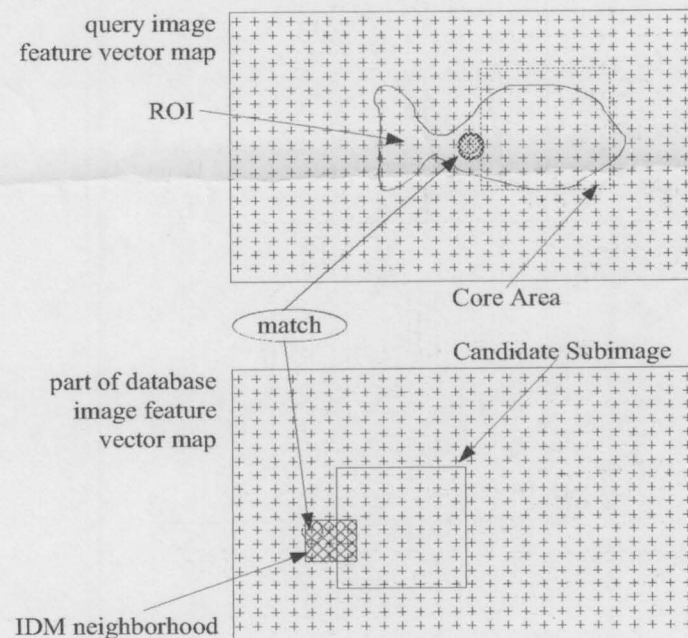 query image
feature vector map
ROI
Core Area
match
Candidate Subimage
part of database
image feature
vector map
IDM neighborhood